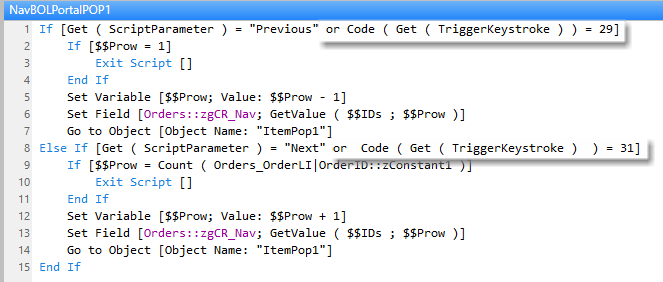 NavBOLPortalPOP1
1 If [Get ( ScriptParameter ) = "Previous" or Code ( Get ( TriggerKeystroke ) ) = 29]
2 If [$$Prow = 1]
3 Exit Script []
4 End If
5 Set Variable [$$Prow; Value: $$Prow - 1]
6 Set Field [Orders::zgCR_Nav; GetValue ( $$IDs ; $$Prow )]
7 Go to Object [Object Name: "ItemPop1"]
8 Else If [Get ( ScriptParameter ) = "Next" or  Code ( Get ( TriggerKeystroke )  ) = 31]
9 If [$$Prow = Count ( Orders_OrderLI|OrderID::zConstant1 )]
10 Exit Script []
11 End If
12 Set Variable [$$Prow; Value: $$Prow + 1]
13 Set Field [Orders::zgCR_Nav; GetValue ( $$IDs ; $$Prow )]
14 Go to Object [Object Name: "ItemPop1"]
15 End If